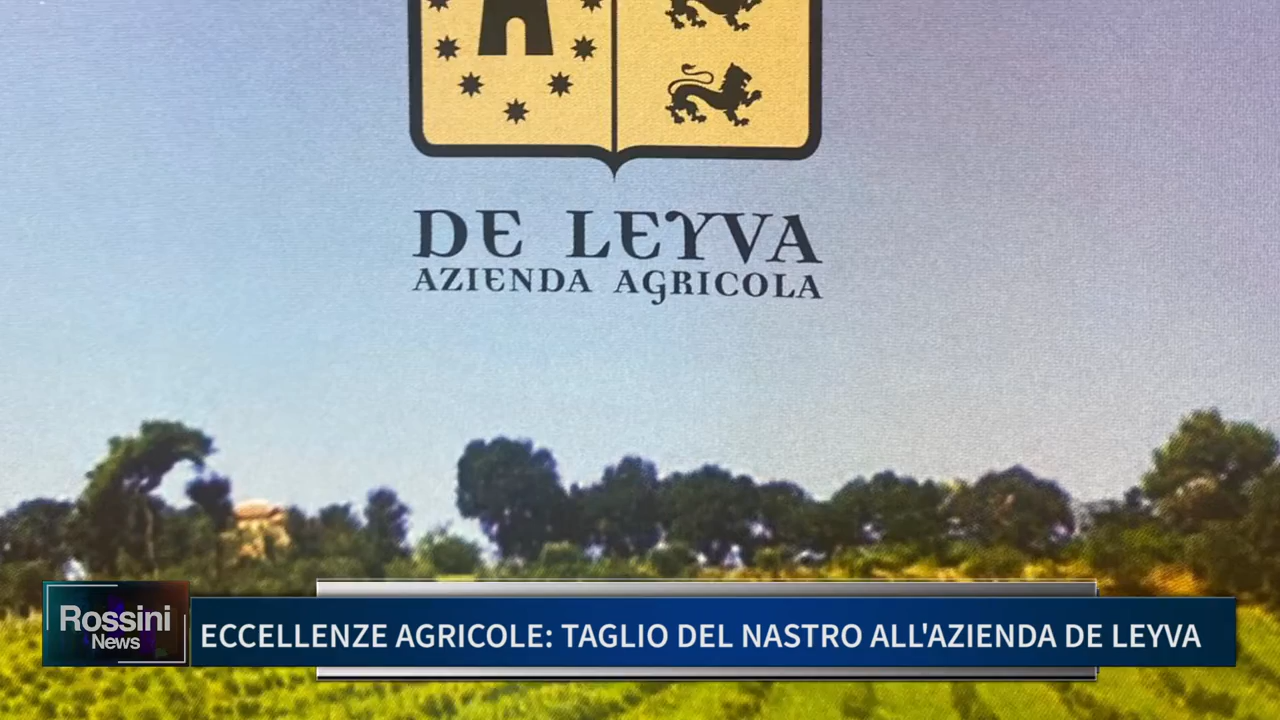 DE LEYVA
AZIENDA AGRICOLA
Rossini
News
ECCELLENZE AGRICOLE: TAGLIO DEL NASTRO ALL'AZIENDA DE LEYVA